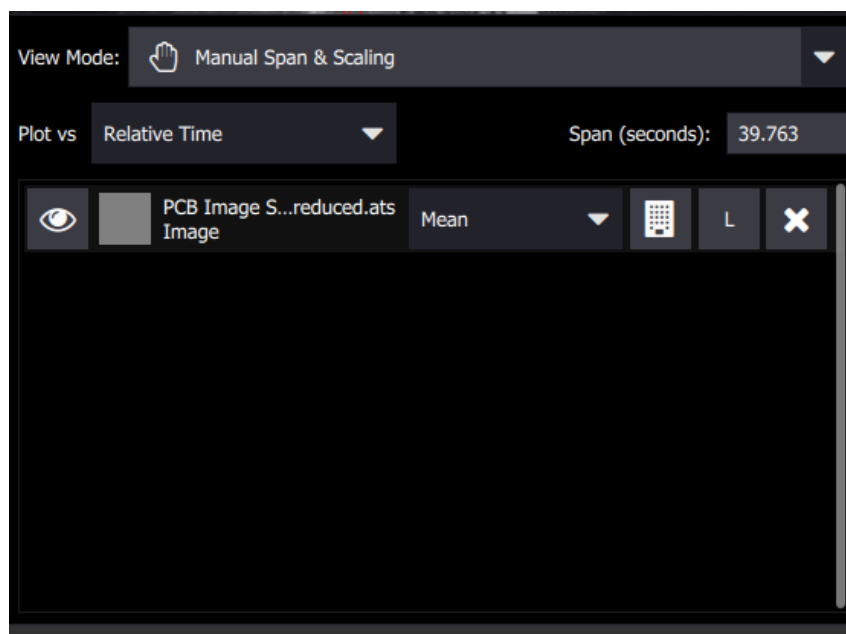 View Mode: Manual Span & Scaling
Plot vs Relative Time Span (seconds): 39.763
PCB Image S...reduced.ats
Image
Mean L